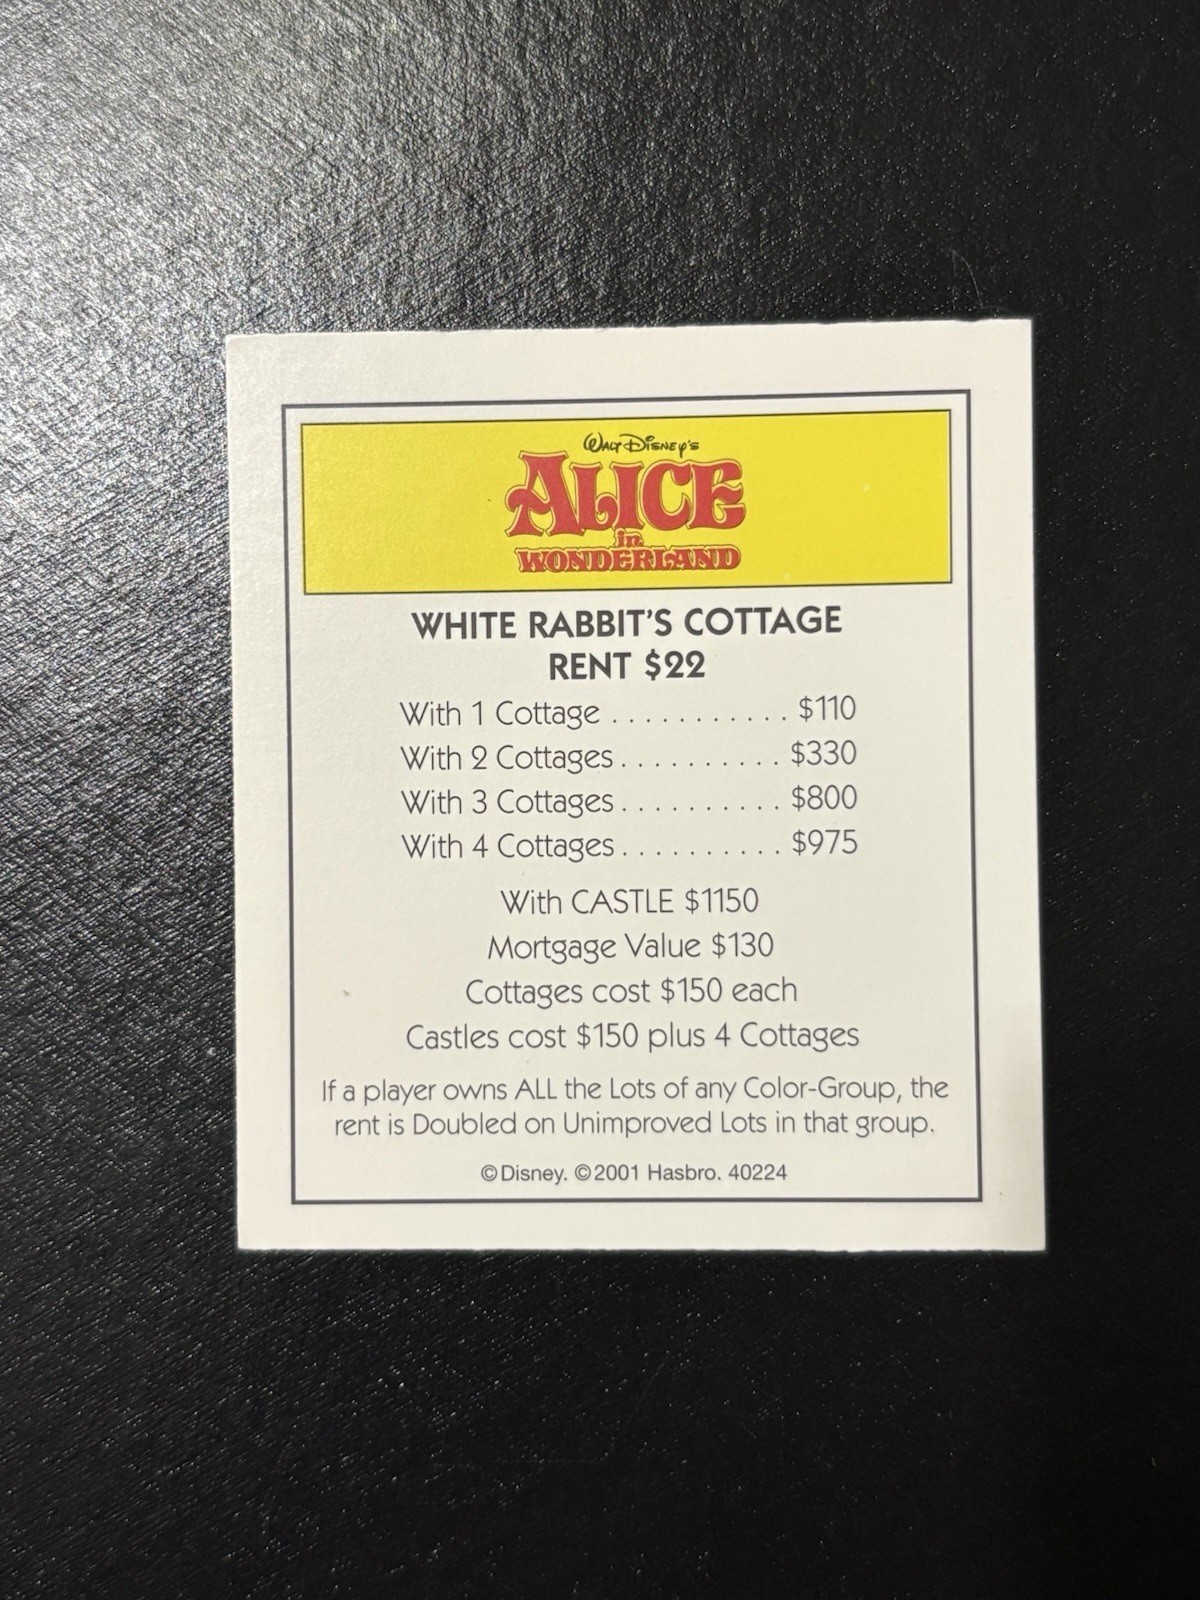 Walt Disney's
ALICE
in
WONDERLAND
WHITE RABBIT'S COTTAGE
RENT $22
With 1 Cottage . . . . . . . . . . . $110
With 2 Cottages . . . . . . . . . . $330
With 3 Cottages . . . . . . . . . . $800
With 4 Cottages . . . . . . . . . . $975
With CASTLE $1150
Mortgage Value $130
Cottages cost $150 each
Castles cost $150 plus 4 Cottages
If a player owns ALL the Lots of any Color-Group, the
rent is Doubled on Unimproved Lots in that group.
©Disney. ©2001 Hasbro. 40224